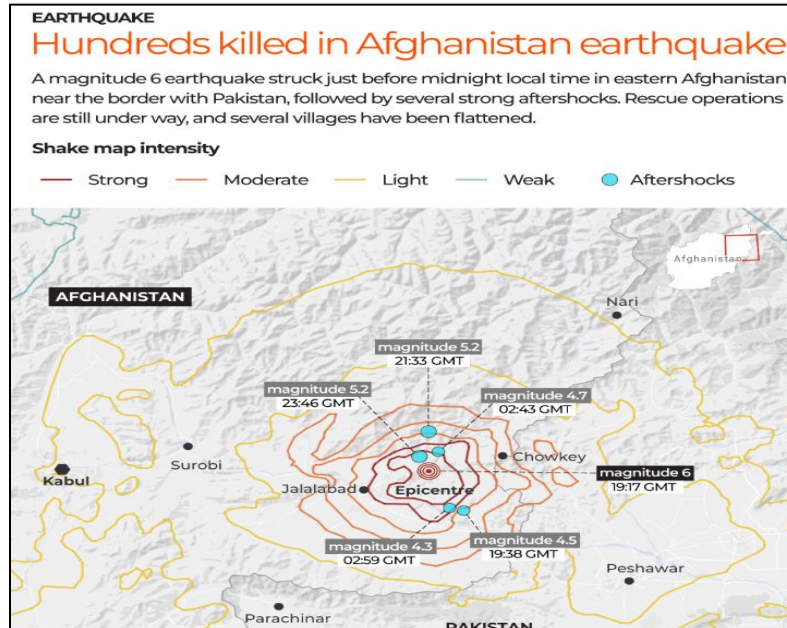 EARTHQUAKE
Hundreds killed in Afghanistan earthquake
A magnitude 6 earthquake struck just before midnight local time in eastern Afghanistan
near the border with Pakistan, followed by several strong aftershocks. Rescue operations
are still under way, and several villages have been flattened.
Shake map intensity
Strong Moderate Light Weak Aftershocks
Afghanistan
AFGHANISTAN
Nari
magnitude 5.2
21:33 GMT
magnitude 5.2
23:46 GMT
magnitude 4.7
02:43 GMT
Surobi
Chowkey
Kabul
magnitude 6
19:17 GMT
Jalalabad
Epicentre
magnitude 4.3
02:59 GMT
magnitude 4.5
19:38 GMT
Peshawar
Parachinar
PAKISTAN